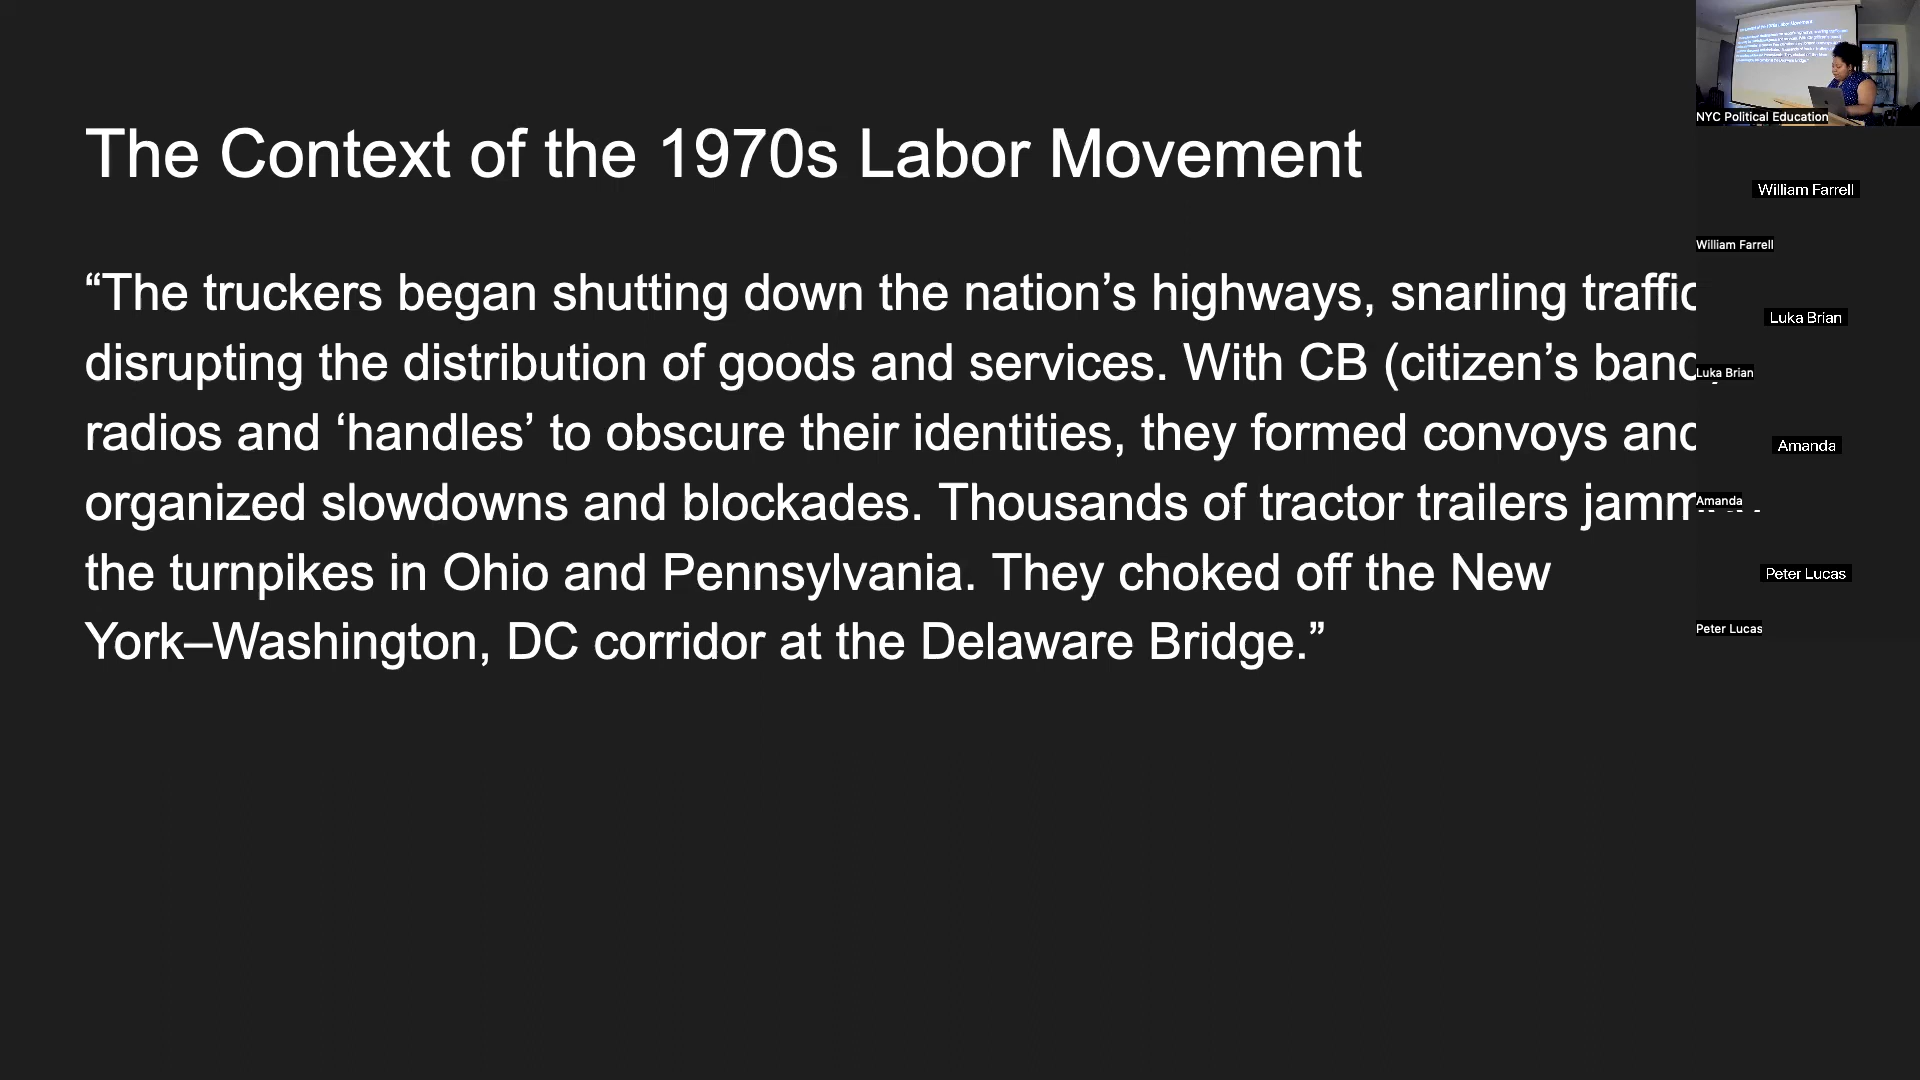 The Context of the 1970s Labor Movement
“The truckers began shutting down the nation’s highways, snarling traffic
disrupting the distribution of goods and services. With CB (citizen’s band
radios and ‘handles’ to obscure their identities, they formed convoys and
organized slowdowns and blockades. Thousands of tractor trailers
the turnpikes in Ohio and Pennsylvania. They choked off the New
York–Washington, DC corridor at the Delaware Bridge.”
NYC Political Education
William Farrell
William Farrell
Luka Brian
Luka Brian
Amanda
Amanda
Peter Lucas
Peter Lucas